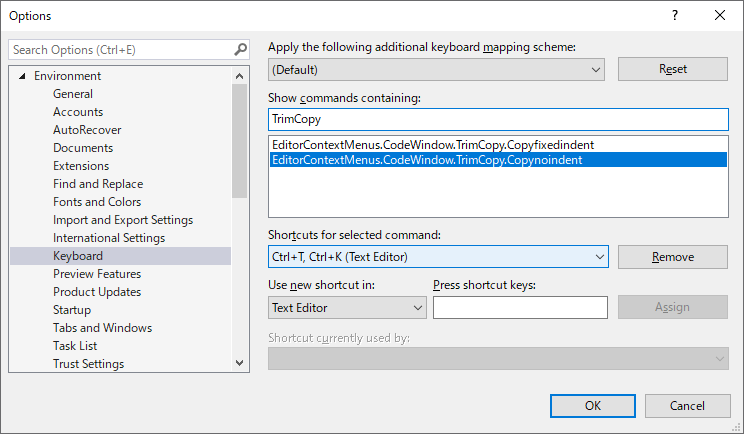 Options
?
Search Options (Ctrl+E)
Environment
General
Accounts
AutoRecover
Documents
Extensions
Find and Replace
Fonts and Colors
Import and Export Settings
International Settings
Keyboard
Preview Features
Product Updates
Startup
Tabs and Windows
Task List
Trust Settings
Apply the following additional keyboard mapping scheme:
(Default)
Reset
Show commands containing:
TrimCopy
EditorContextMenus.CodeWindow.TrimCopy.Copyfixedindent
EditorContextMenus.CodeWindow.TrimCopy.Copynoindent
Shortcuts for selected command:
Ctrl+T, Ctrl+K (Text Editor)
Remove
Use new shortcut in:
Press shortcut keys:
Text Editor
Assign
Shortcut currently used by:
OK
Cancel